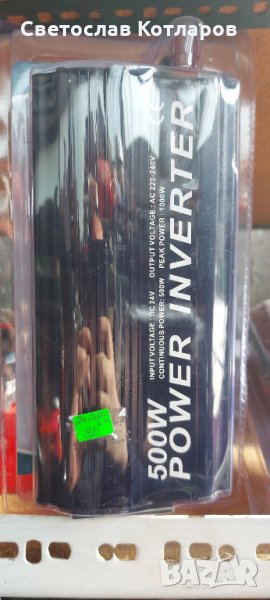 Светослав Котларов
CE
500W
POWER INVERTER
INPUT VOLTAGE : DC 24V
OUTPUT VOLTAGE : AC 220-240V
CONTINUOUS POWER: 500W
PEAK POWER : 1000W
bazar